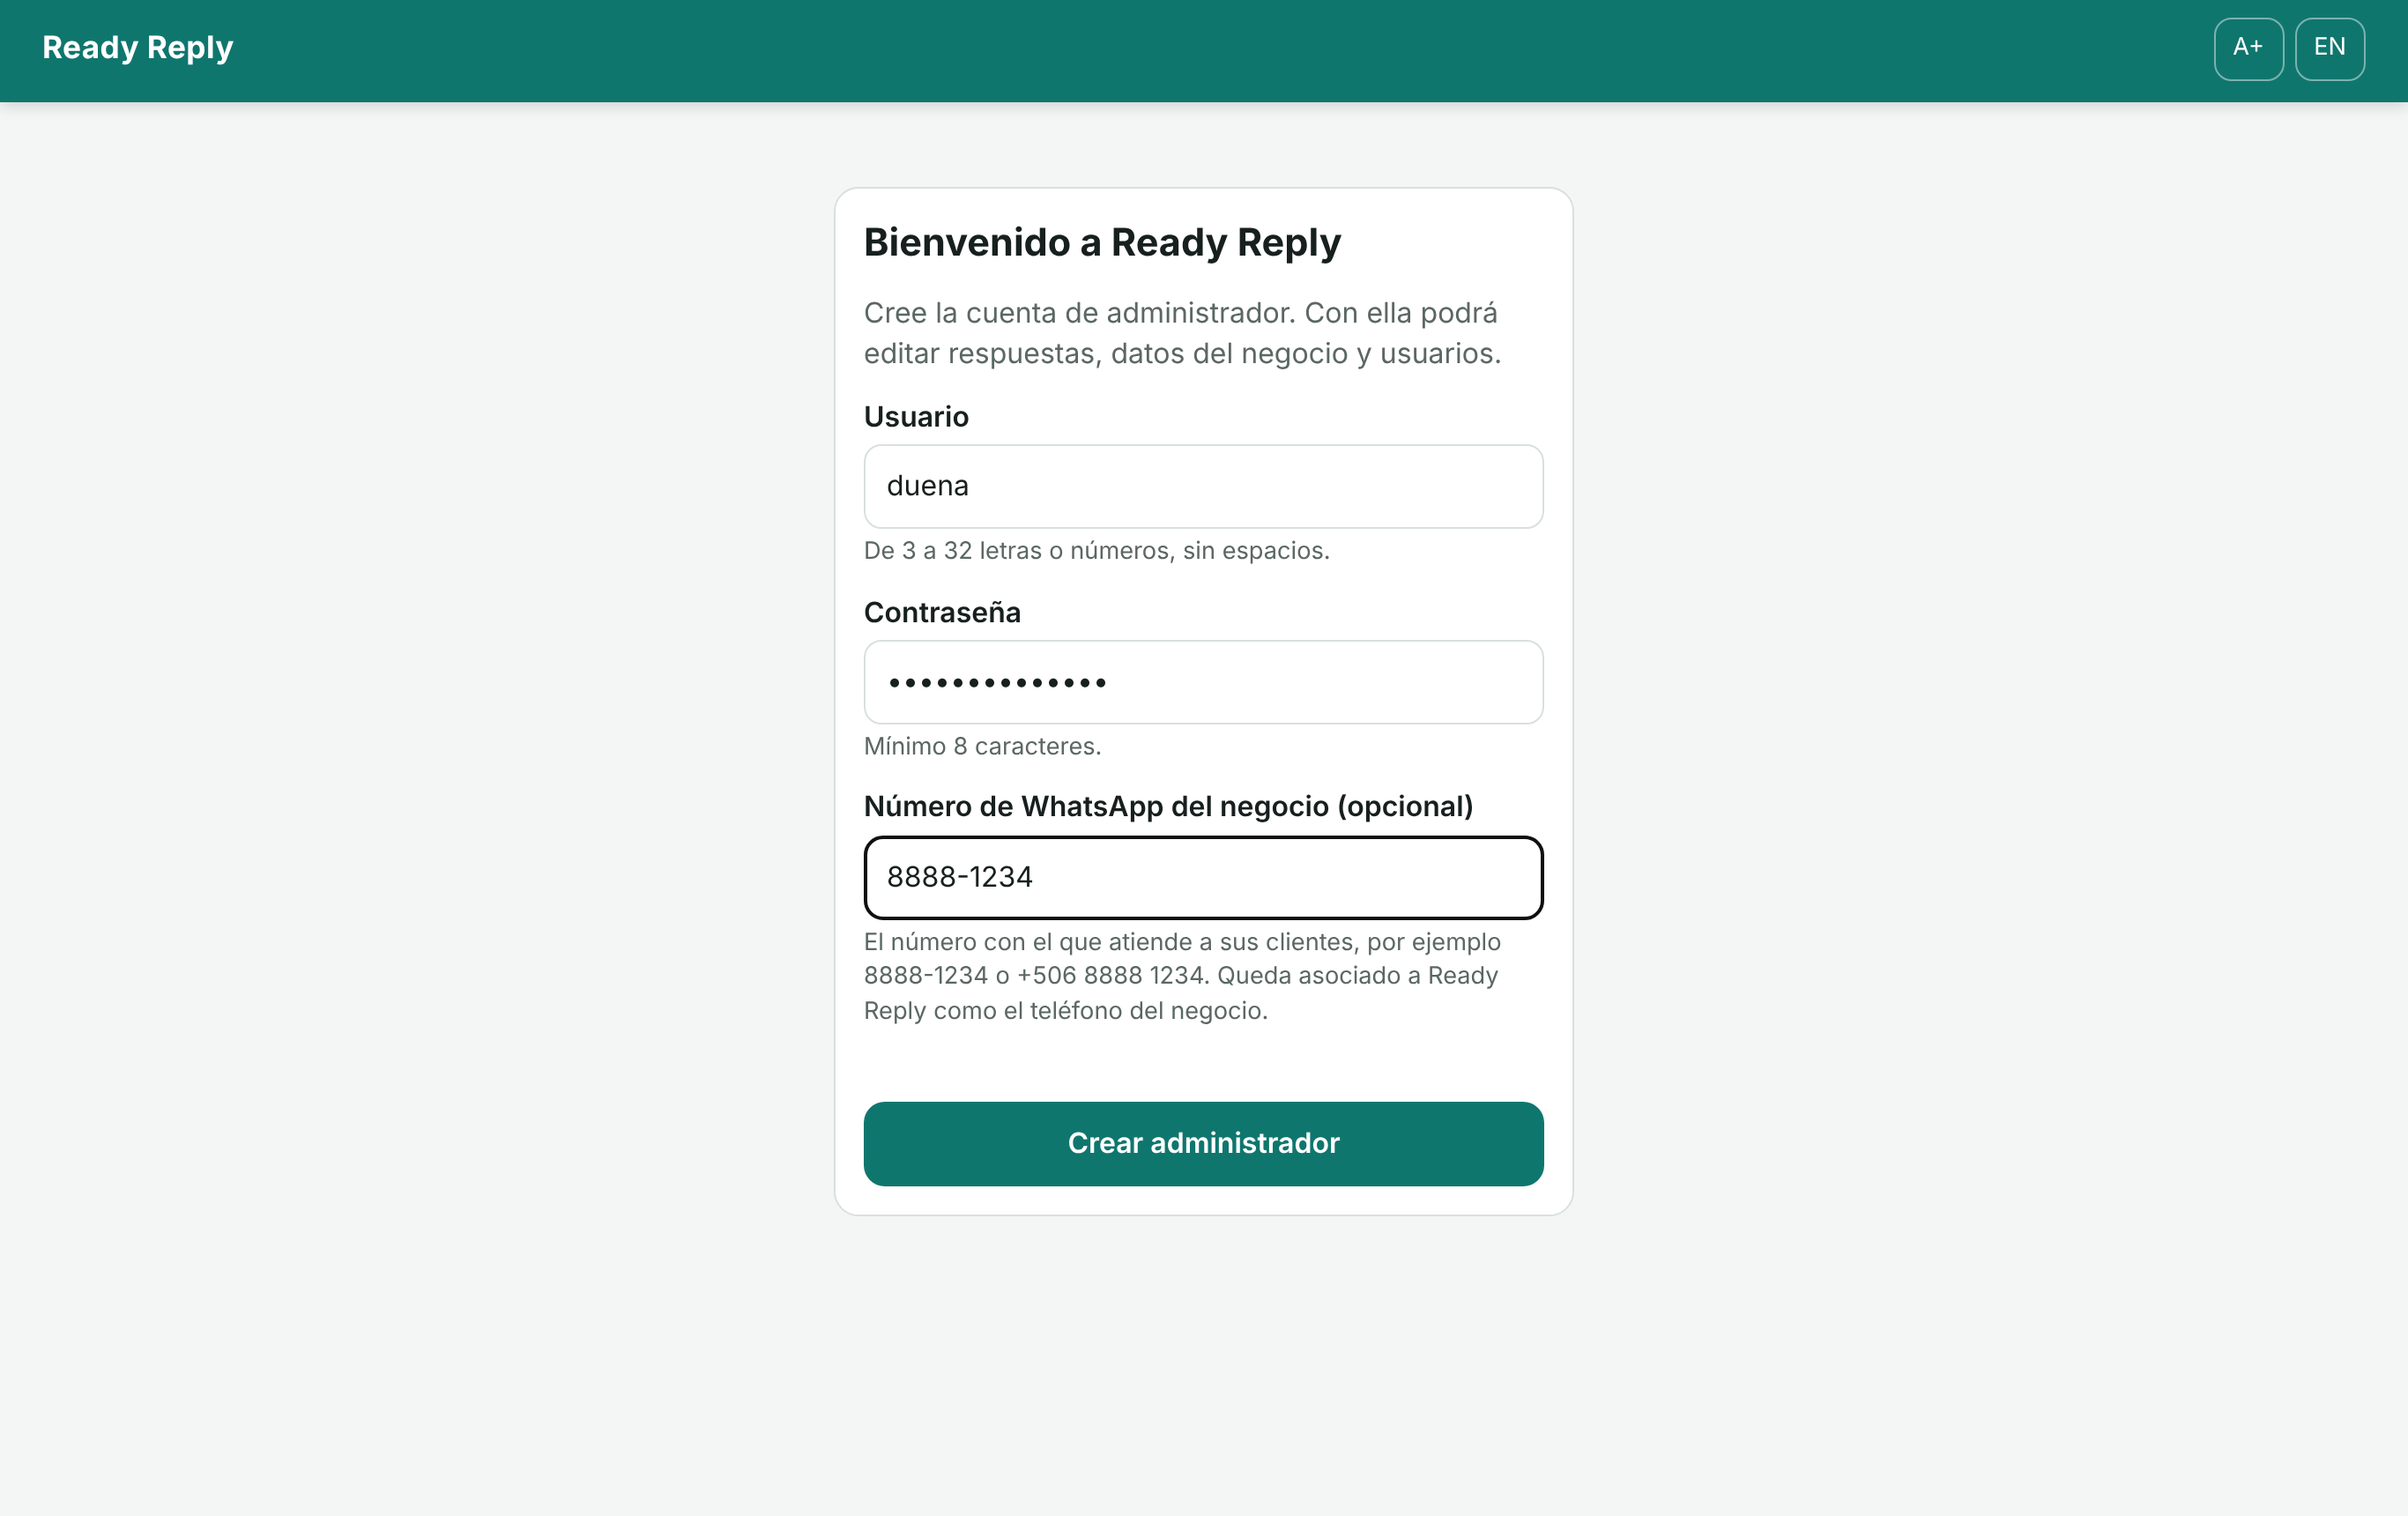 Ready Reply
A+
EN
Bienvenido a Ready Reply
Cree la cuenta de administrador. Con ella podrá
editar respuestas, datos del negocio y usuarios.
Usuario
duena
De 3 a 32 letras o números, sin espacios.
Contraseña
••••••••••••••
Mínimo 8 caracteres.
Número de WhatsApp del negocio (opcional)
8888-1234
El número con el que atiende a sus clientes, por ejemplo
8888-1234 o +506 8888 1234. Queda asociado a Ready
Reply como el teléfono del negocio.
Crear administrador